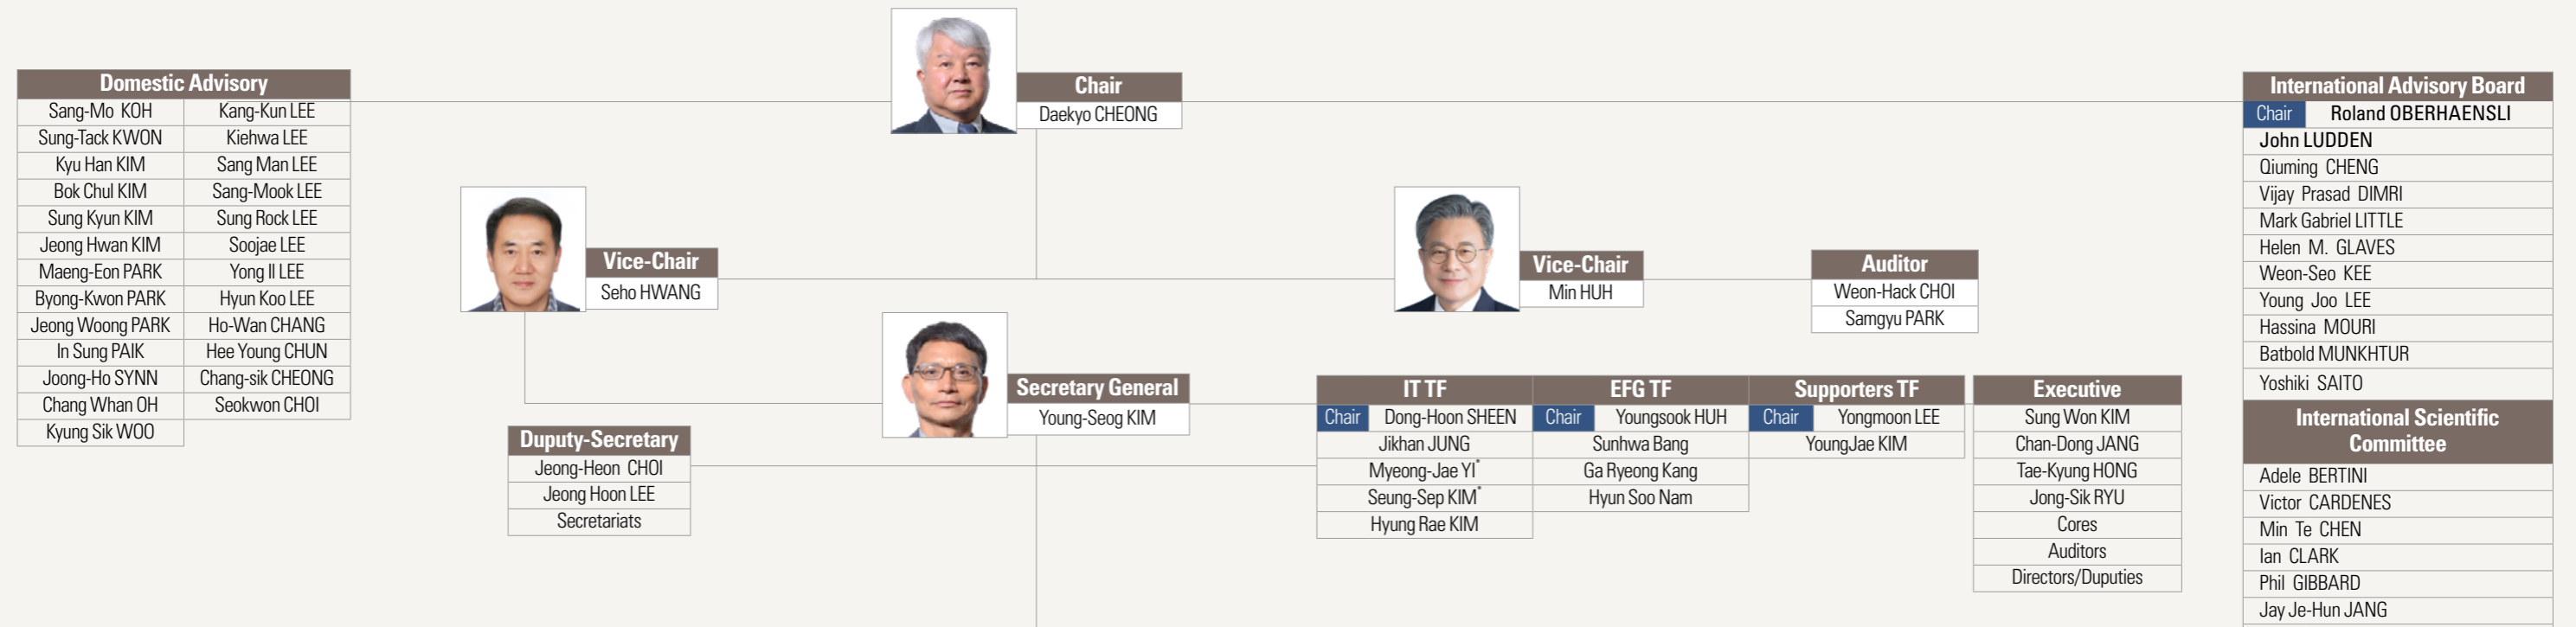 Domestic Advisory
Sang-Mo KOH Kang-Kun LEE
Sung-Tack KWON Kiehwa LEE
Kyu Han KIM Sang Man LEE
Bok Chul KIM Sang-Mook LEE
Sung Kyun KIM Sung Rock LEE
Jeong Hwan KIM Soojae LEE
Maeng-Eon PARK Yong Il LEE
Byong-Kwon PARK Hyun Koo LEE
Jeong Woong PARK Ho-Wan CHANG
In Sung PAIK Hee Young CHUN
Joong-Ho SYNN Chang-sik CHEONG
Chang Whan OH Seokwon CHOI
Kyung Sik WOO
Chair
Daekyo CHEONG
Vice-Chair
Seho HWANG
Vice-Chair
Min HUH
Auditor
Weon-Hack CHOI
Samgyu PARK
Secretary General
Young-Seog KIM
Duputy-Secretary
Jeong-Heon CHOI
Jeong Hoon LEE
Secretariats
IT TF
Chair Dong-Hoon SHEEN
Jikhan JUNG
Myeong-Jae YI*
Seung-Sep KIM*
Hyung Rae KIM
EFG TF
Chair Youngsook HUH
Sunhwa Bang
Ga Ryeong Kang
Hyun Soo Nam
Supporters TF
Chair Yongmoon LEE
YoungJae KIM
Executive
Sung Won KIM
Chan-Dong JANG
Tae-Kyung HONG
Jong-Sik RYU
Cores
Auditors
Directors/Duputies
International Advisory Board
Chair Roland OBERHAENSLI
John LUDDEN
Qiuming CHENG
Vijay Prasad DIMRI
Mark Gabriel LITTLE
Helen M. GLAVES
Weon-Seo KEE
Young Joo LEE
Hassina MOURI
Batbold MUNKHTUR
Yoshiki SAITO
International Scientific
Committee
Adele BERTINI
Victor CARDENES
Min Te CHEN
Ian CLARK
Phil GIBBARD
Jay Je-Hun JANG